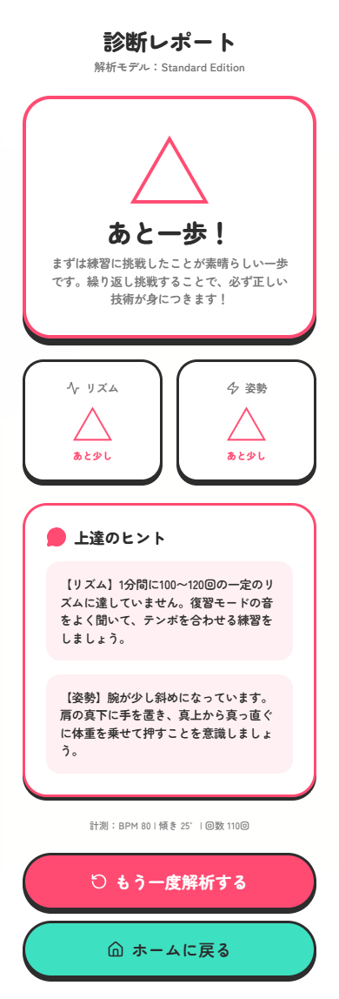 診断レポート
解析モデル：Standard Edition
あと一歩！
まずは練習に挑戦したことが素晴らしい一歩
です。繰り返し挑戦することで、必ず正しい
技術が身につきます！
リズム
あと少し
姿勢
あと少し
上達のヒント
【リズム】1分間に100〜120回の一定のリ
ズムに達していません。復習モードの音
をよく聞いて、テンポを合わせる練習を
しましょう。
【姿勢】腕が少し斜めになっています。
肩の真下に手を置き、真上から真っ直ぐ
に体重を乗せて押すことを意識しましょ
う。
計測：BPM 80 | 傾き 25° | 回数 110回
もう一度解析する
ホームに戻る